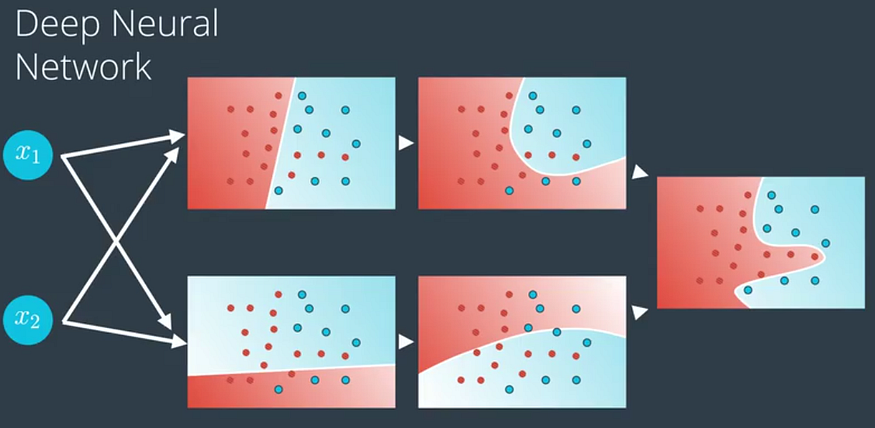 Deep Neural
Network
x₁
x₂